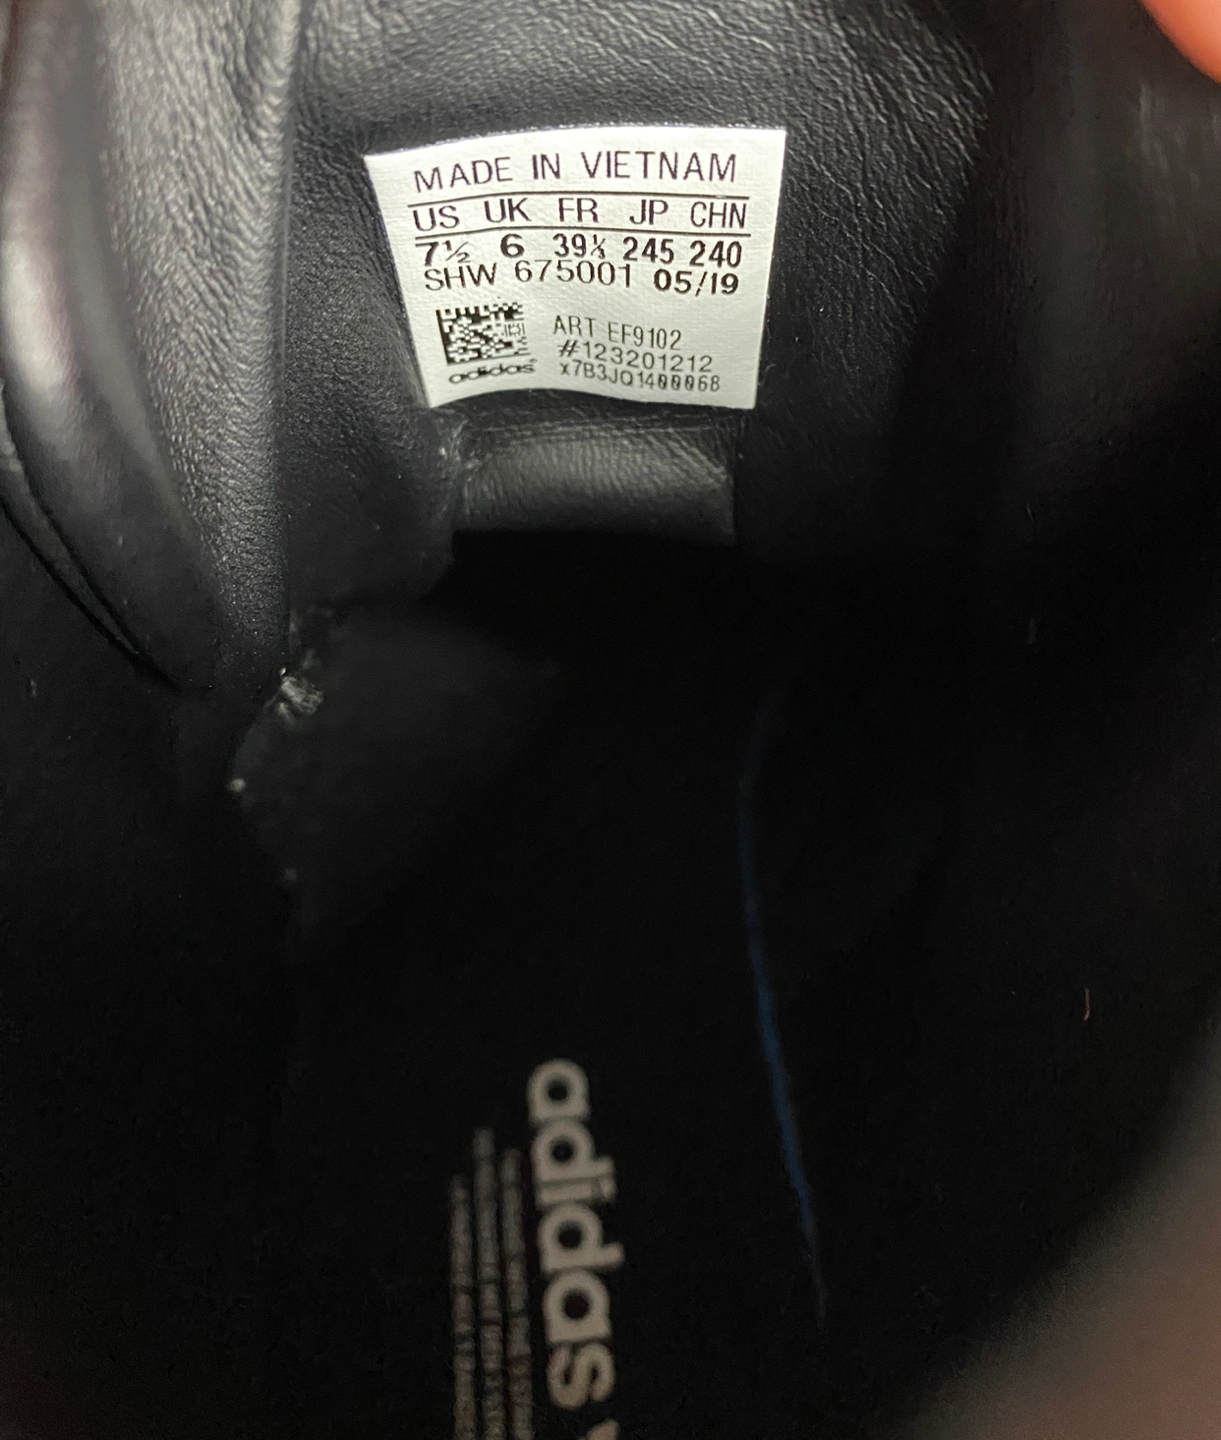 MADE IN VIETNAM
US UK FR JP CHN
7½ 6 39⅓ 245 240
SHW 675001 05/19
ART EF9102
#123201212
adidas
adidas